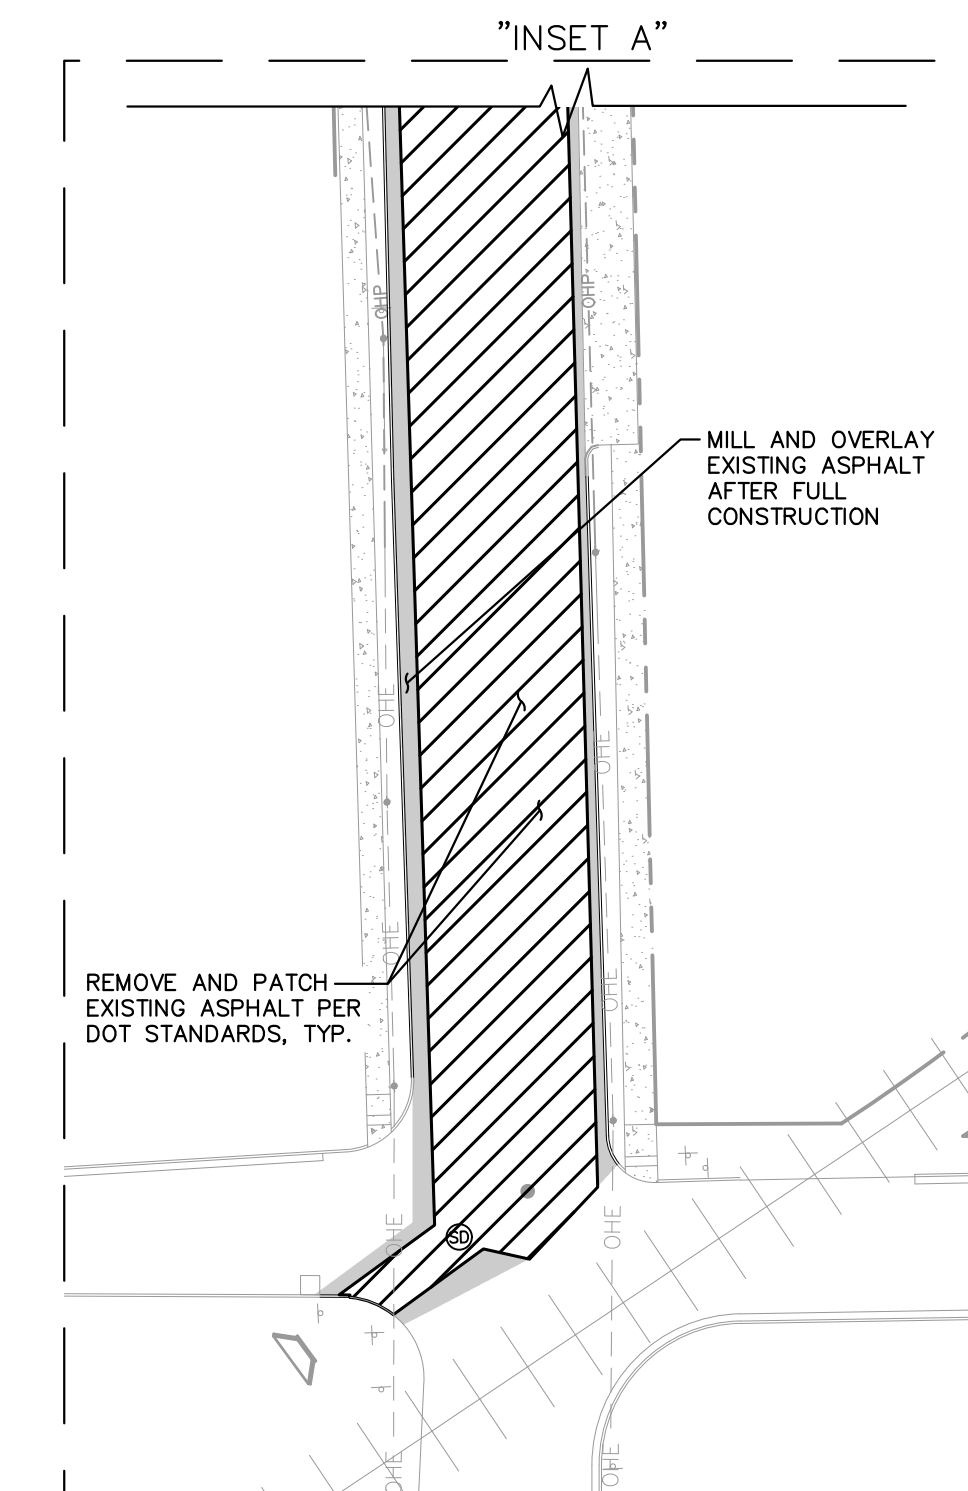 ”INSET A”
OHP
OHP
MILL AND OVERLAY
EXISTING ASPHALT
AFTER FULL
CONSTRUCTION
OHE
OHE
OHE
REMOVE AND PATCH
EXISTING ASPHALT PER
DOT STANDARDS, TYP.
OHE
OHE
OHE
SD
OHE
OHE